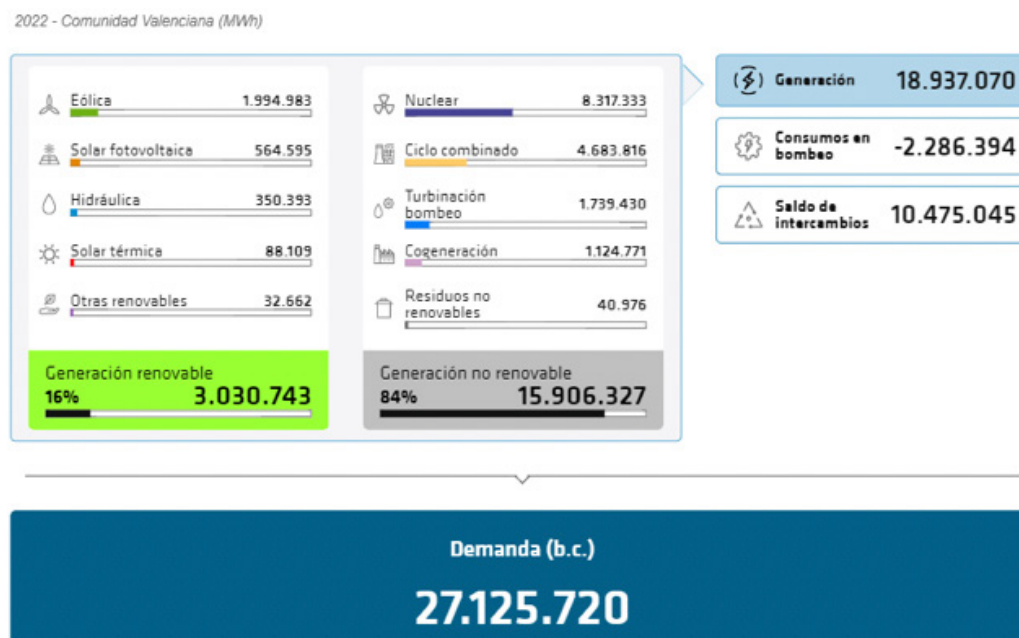 2022 - Comunidad Valenciana (MWh)
Eólica 1.994.983
Solar fotovoltaica 564.595
Hidráulica 350.393
Solar térmica 88.109
Otras renovables 32.662
Generación renovable
16% 3.030.743
Nuclear 8.317.333
Ciclo combinado 4.683.816
Turbinación
bombeo 1.739.430
Cogeneración 1.124.771
Residuos no
renovables 40.976
Generación no renovable
84% 15.906.327
Generación 18.937.070
Consumos en
bombeo -2.286.394
Saldo de
intercambios 10.475.045
Demanda (b.c.)
27.125.720